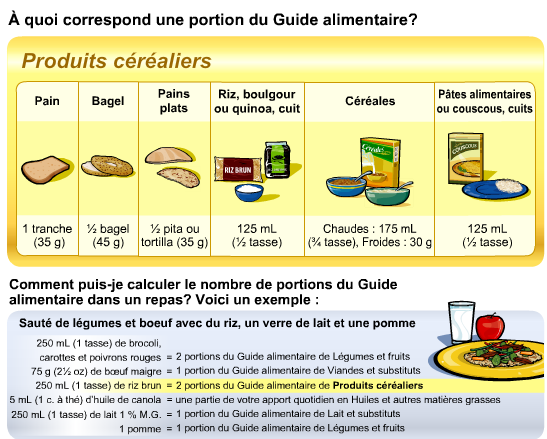 À quoi correspond une portion du Guide alimentaire?
Produits céréaliers
Pain
Bagel
Pains
plats
Riz, boulgour
ou quinoa, cuit
Céréales
Pâtes alimentaires
ou couscous, cuits
RIZ BRUN
Céréales
COUSCOUS
1 tranche
(35 g)
½ bagel
(45 g)
½ pita ou
tortilla (35 g)
125 mL
(½ tasse)
Chaudes : 175 mL
(¾ tasse), Froides : 30 g
125 mL
(½ tasse)
Comment puis-je calculer le nombre de portions du Guide
alimentaire dans un repas? Voici un exemple :
Sauté de légumes et boeuf avec du riz, un verre de lait et une pomme
250 mL (1 tasse) de brocoli,
carottes et poivrons rouges = 2 portions du Guide alimentaire de Légumes et fruits
75 g (2½ oz) de bœuf maigre = 1 portion du Guide alimentaire de Viandes et substituts
250 mL (1 tasse) de riz brun = 2 portions du Guide alimentaire de Produits céréaliers
5 mL (1 c. à thé) d'huile de canola = une partie de votre apport quotidien en Huiles et autres matières grasses
250 mL (1 tasse) de lait 1 % M.G. = 1 portion du Guide alimentaire de Lait et substituts
1 pomme = 1 portion du Guide alimentaire de Légumes et fruits